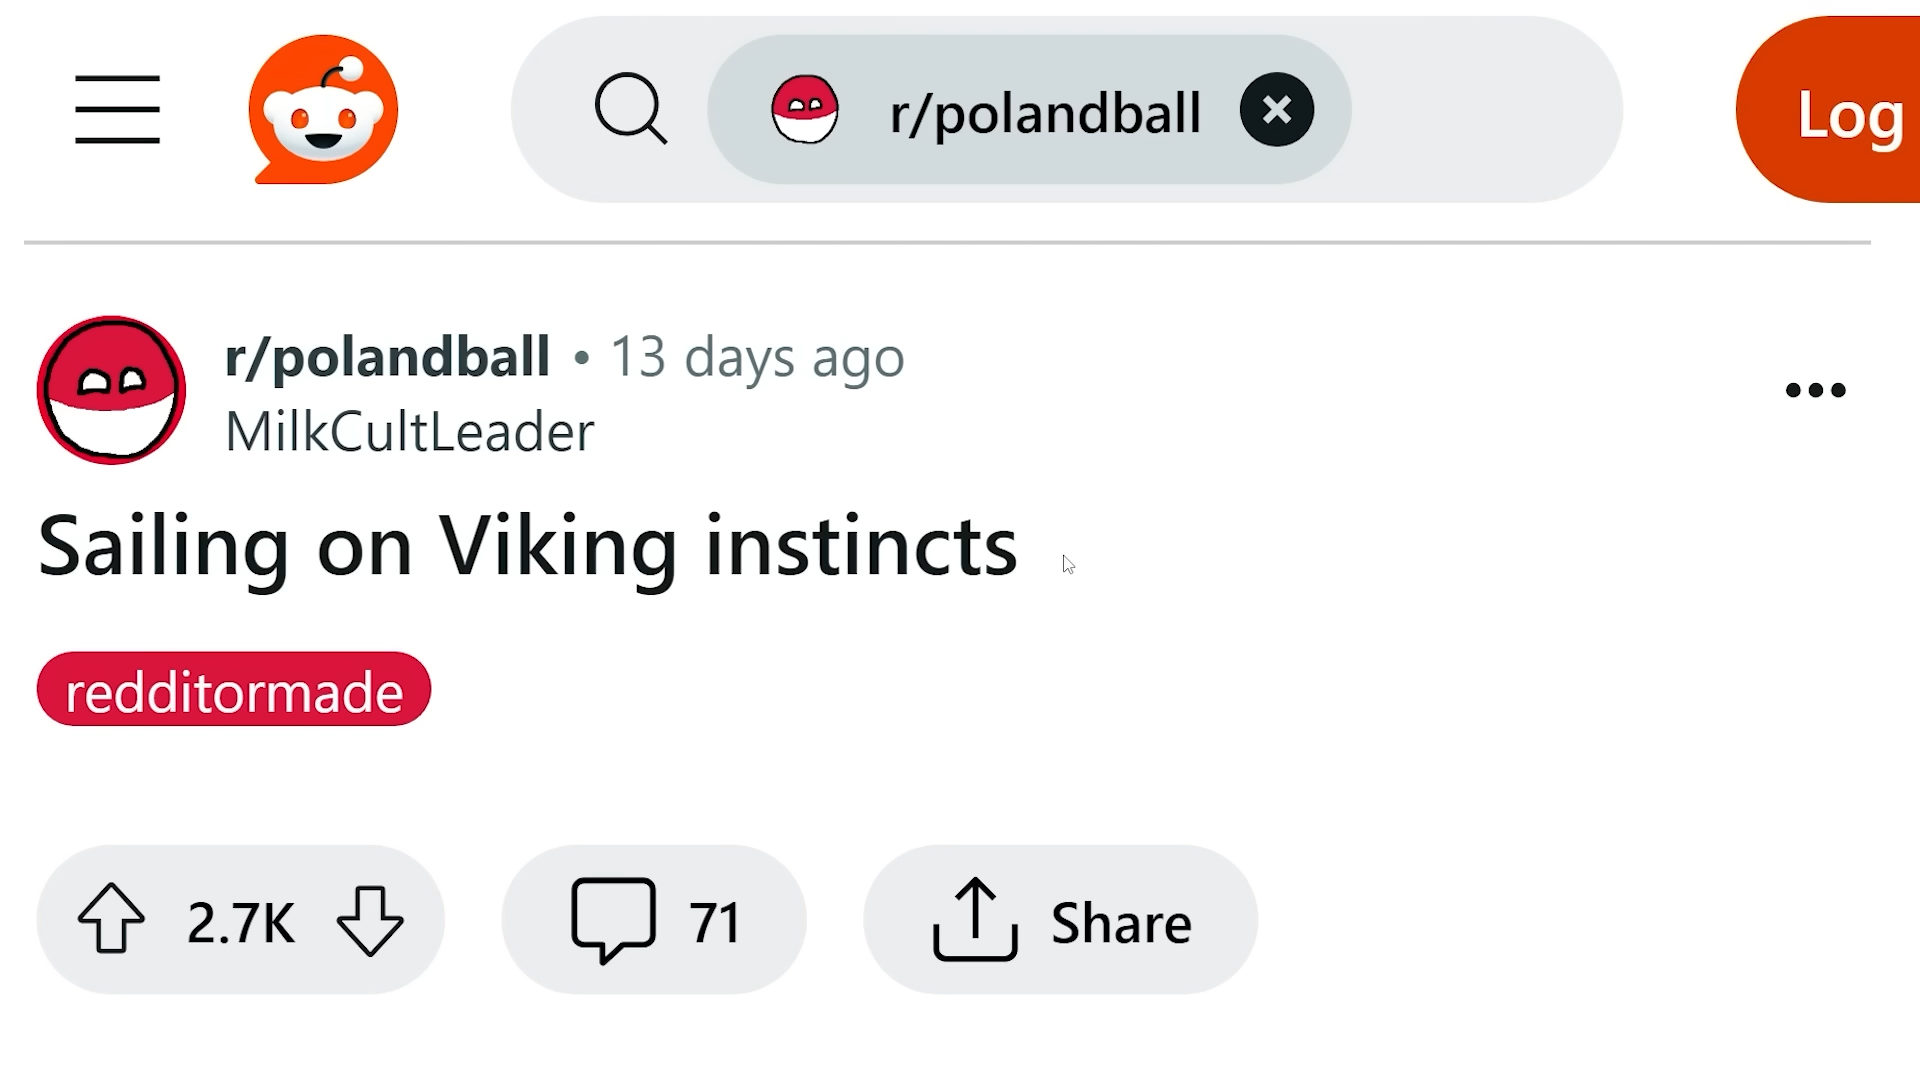 r/polandball
Log
r/polandball • 13 days ago
MilkCultLeader
Sailing on Viking instincts
redditormade
2.7K
71
Share